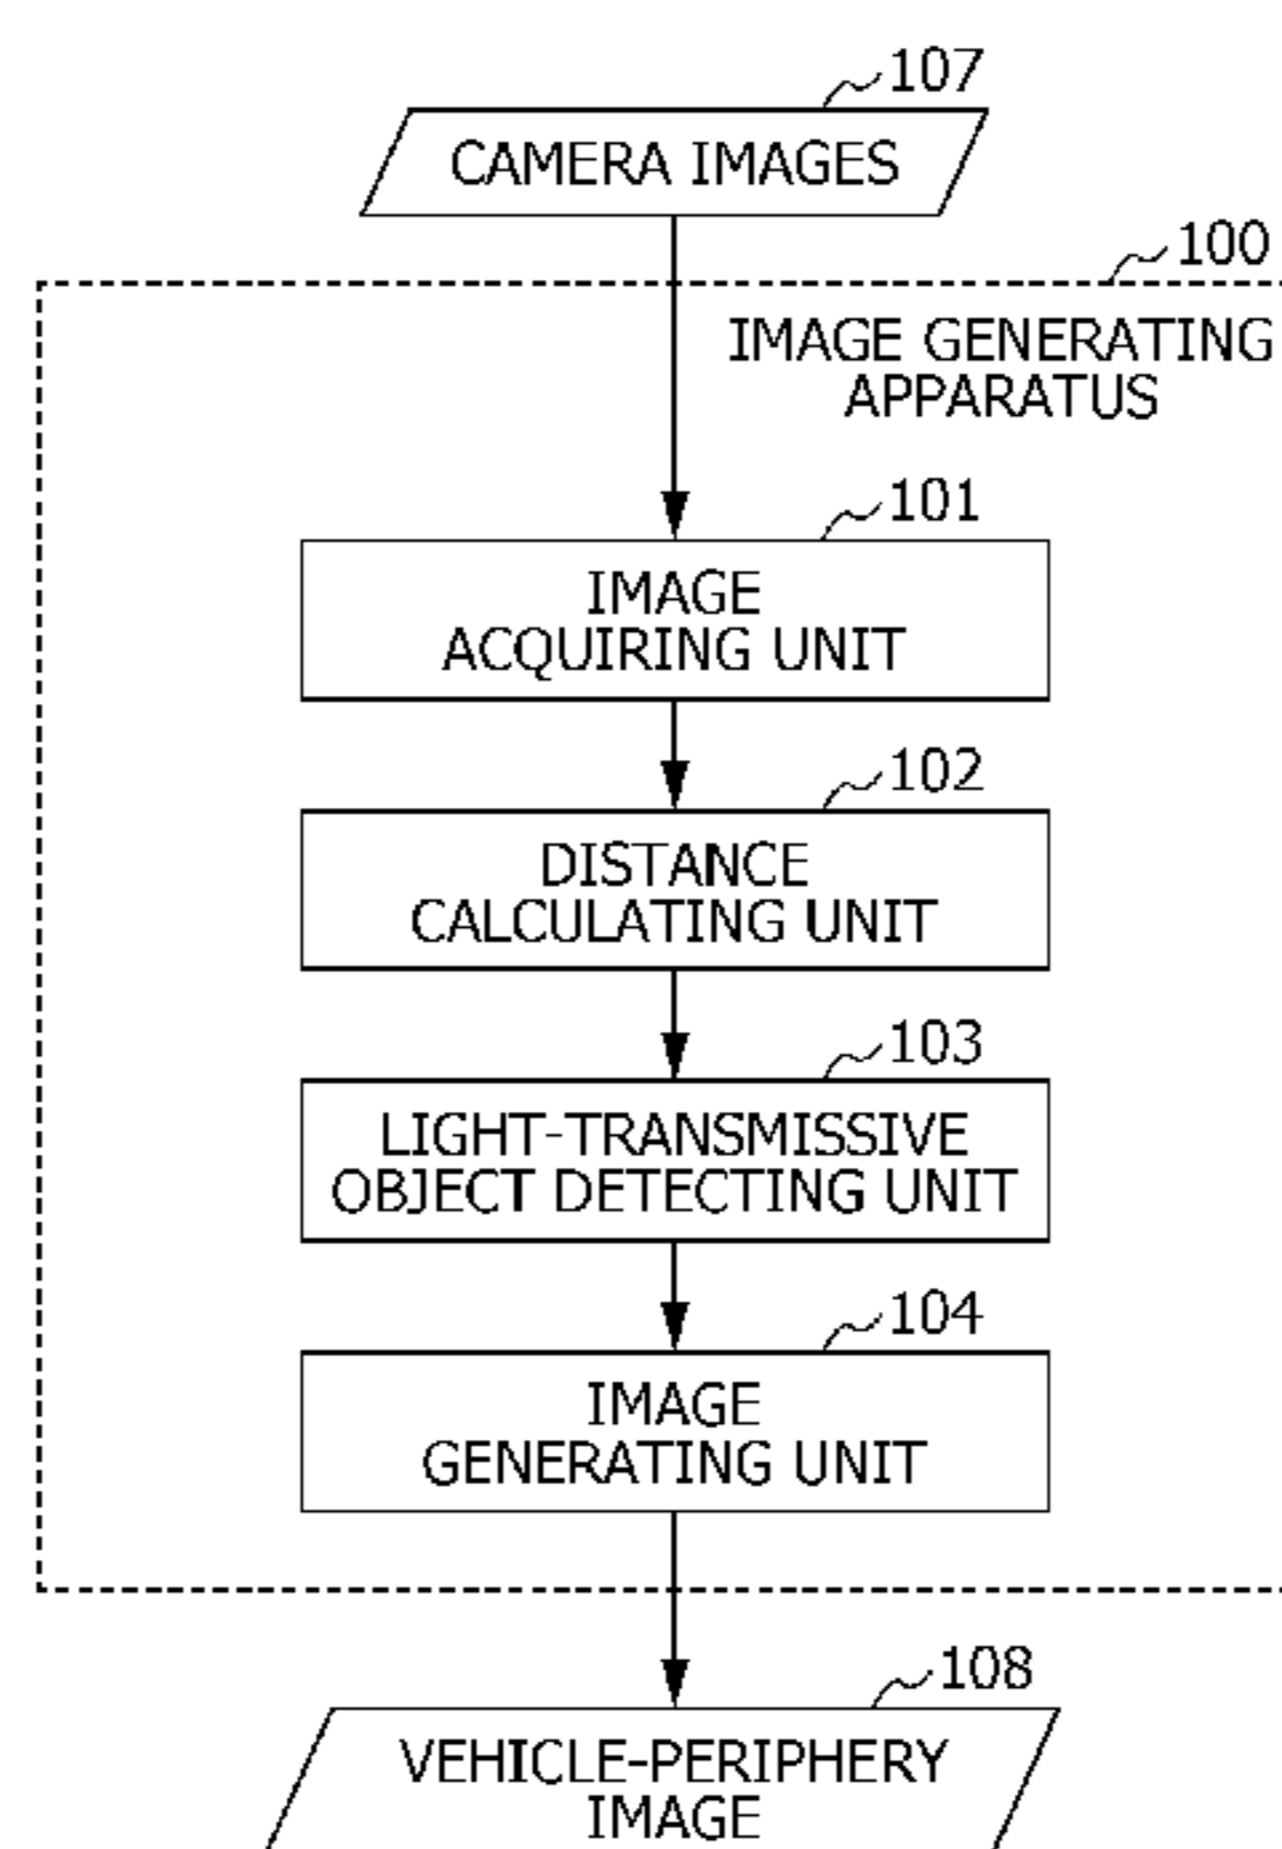 107
CAMERA IMAGES
100
IMAGE GENERATING
APPARATUS
101
IMAGE
ACQUIRING UNIT
102
DISTANCE
CALCULATING UNIT
103
LIGHT-TRANSMISSIVE
OBJECT DETECTING UNIT
104
IMAGE
GENERATING UNIT
108
VEHICLE-PERIPHERY
IMAGE